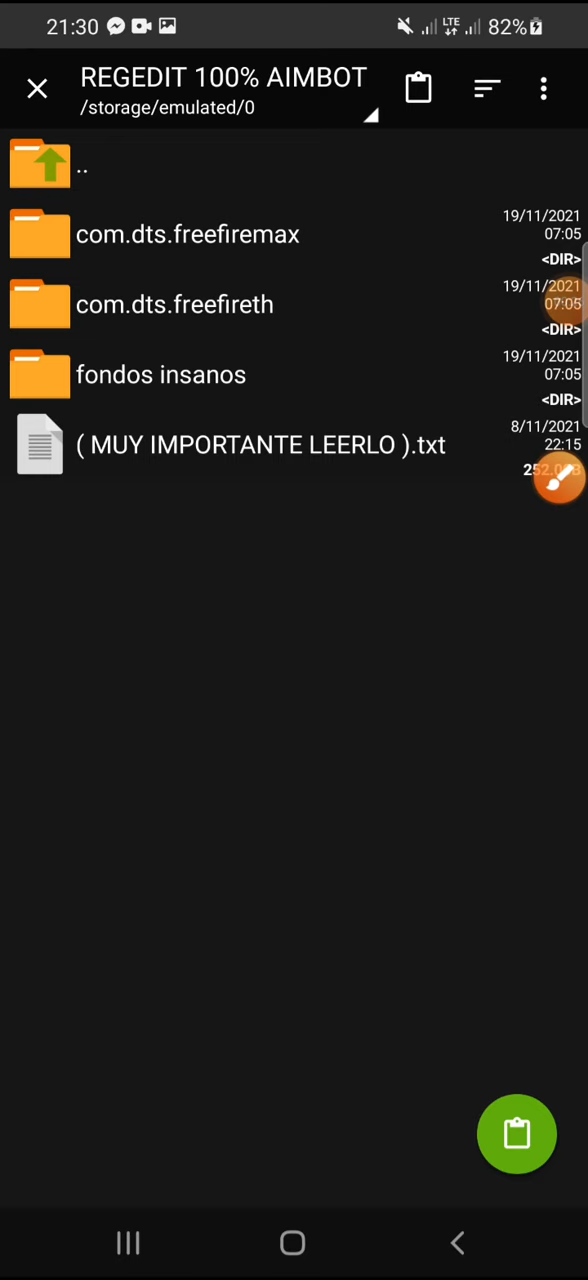 21:30 LTE 82%
REGEDIT 100% AIMBOT
/storage/emulated/0
..
com.dts.freefiremax
19/11/2021
07:05
<DIR>
com.dts.freefireth
19/11/2021
07:05
<DIR>
fondos insanos
19/11/2021
07:05
<DIR>
( MUY IMPORTANTE LEERLO ).txt
8/11/2021
22:15